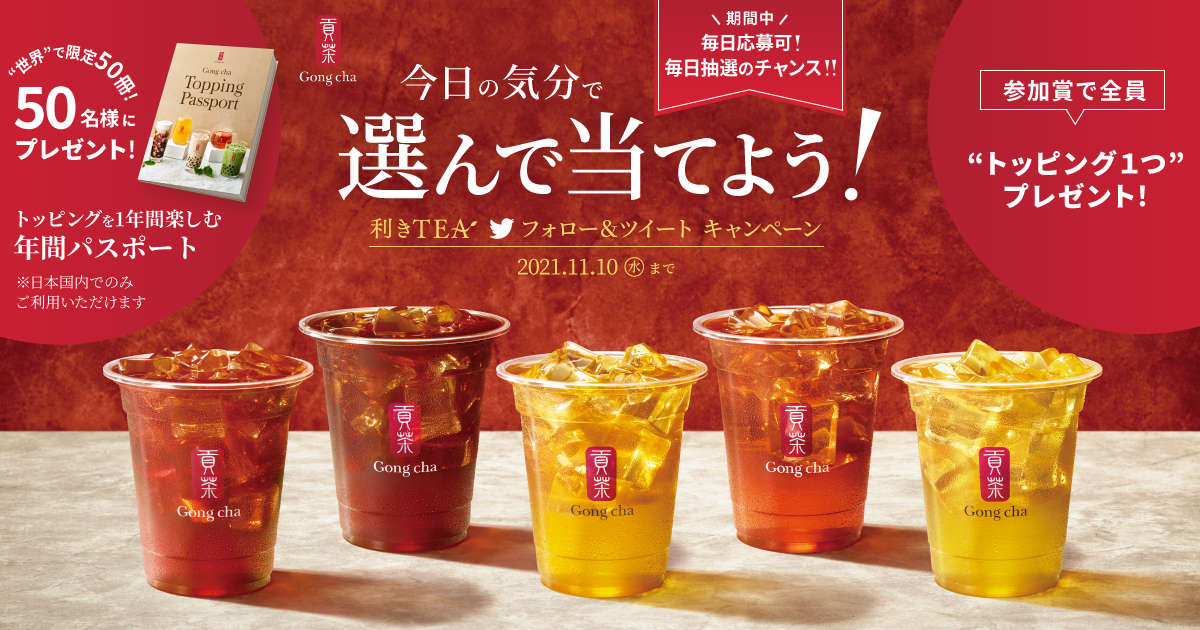 “世界”で限定50冊!
50名様に
プレゼント!
Gong cha
Topping
Passport
トッピングを1年間楽しむ
年間パスポート
※日本国内でのみ
ご利用いただけます
貢茶
Gong cha
今日の気分で
選んで当てよう!
利きTEA フォロー&ツイート キャンペーン
2021.11.10 水 まで
期間中
毎日応募可!
毎日抽選のチャンス!!
参加賞で全員
“トッピング1つ”
プレゼント!
貢茶
Gong cha
貢茶
Gong cha
貢茶
Gong cha
貢茶
Gong cha
貢茶
Gong cha